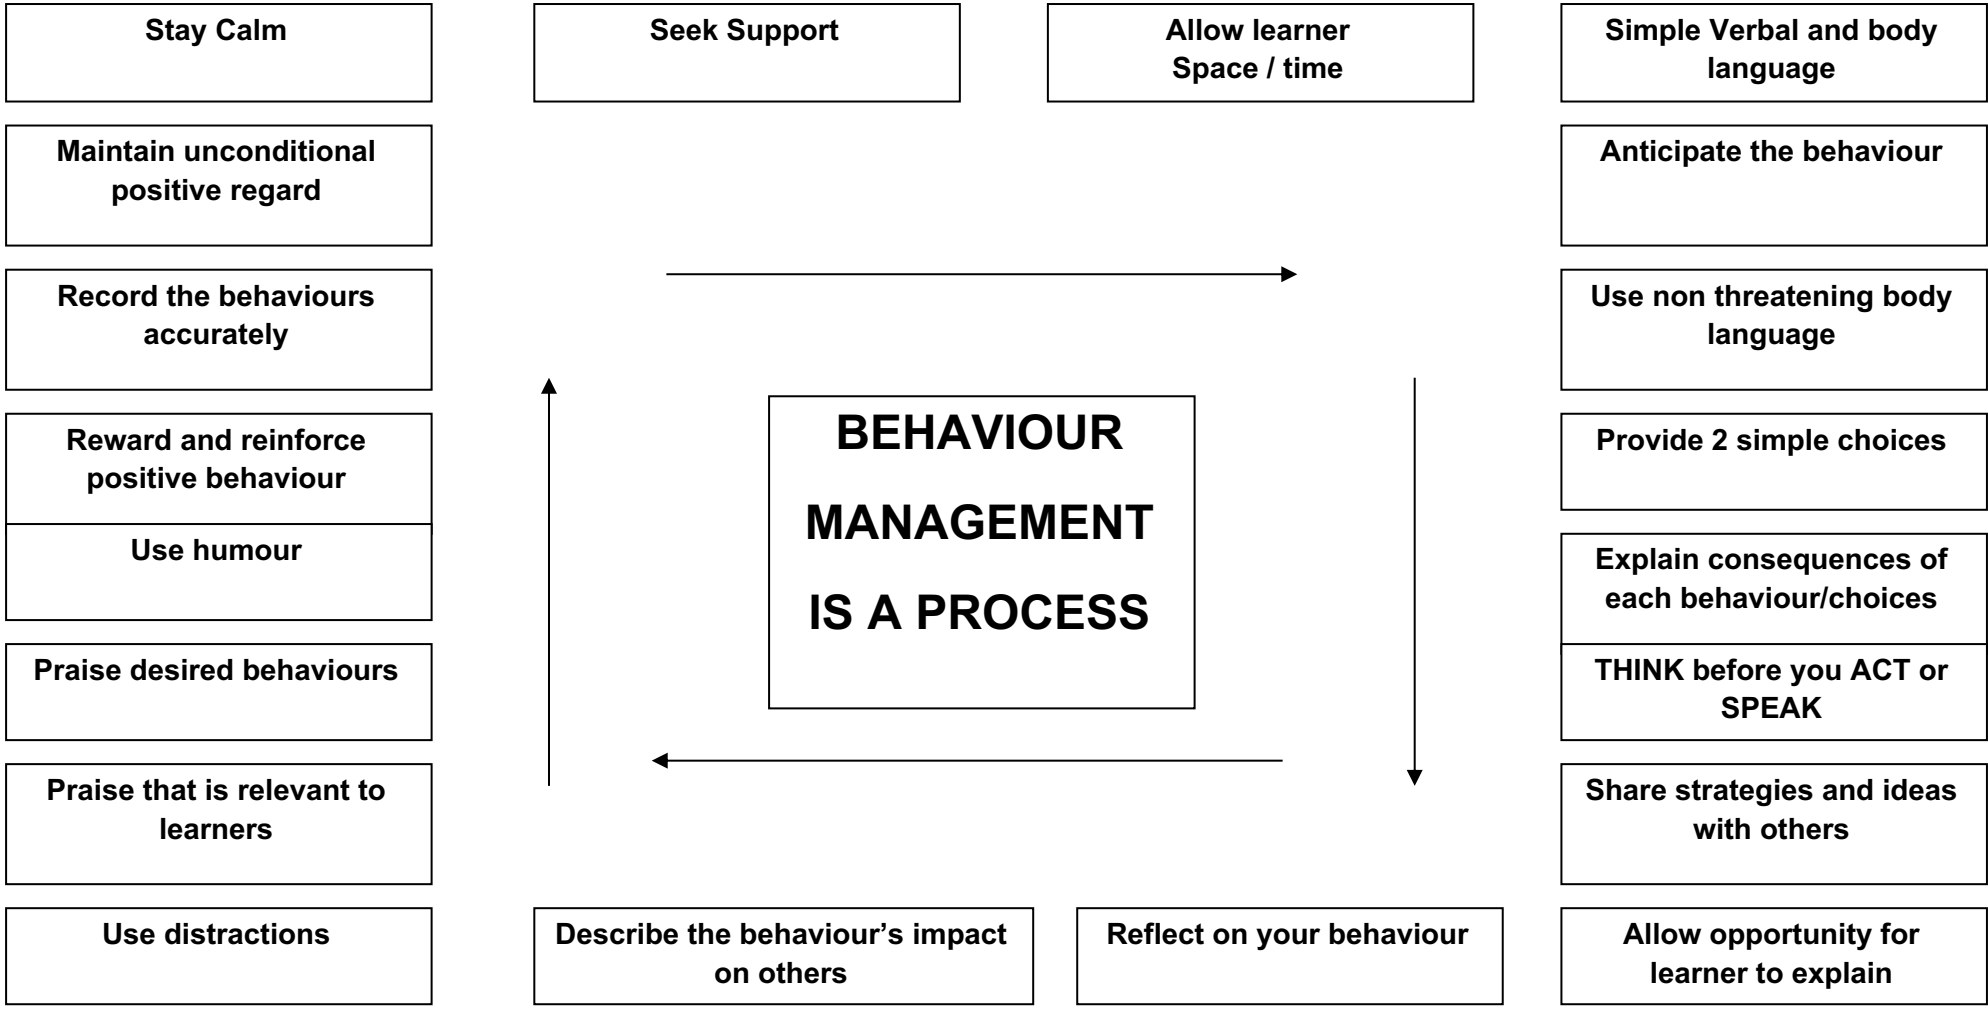 Stay Calm
Seek Support
Allow learner
Space / time
Simple Verbal and body
language
Maintain unconditional
positive regard
Anticipate the behaviour
Record the behaviours
accurately
Use non threatening body
language
Reward and reinforce
positive behaviour
BEHAVIOUR
MANAGEMENT
IS A PROCESS
Provide 2 simple choices
Use humour
Explain consequences of
each behaviour/choices
Praise desired behaviours
THINK before you ACT or
SPEAK
Praise that is relevant to
learners
Share strategies and ideas
with others
Use distractions
Describe the behaviour’s impact
on others
Reflect on your behaviour
Allow opportunity for
learner to explain